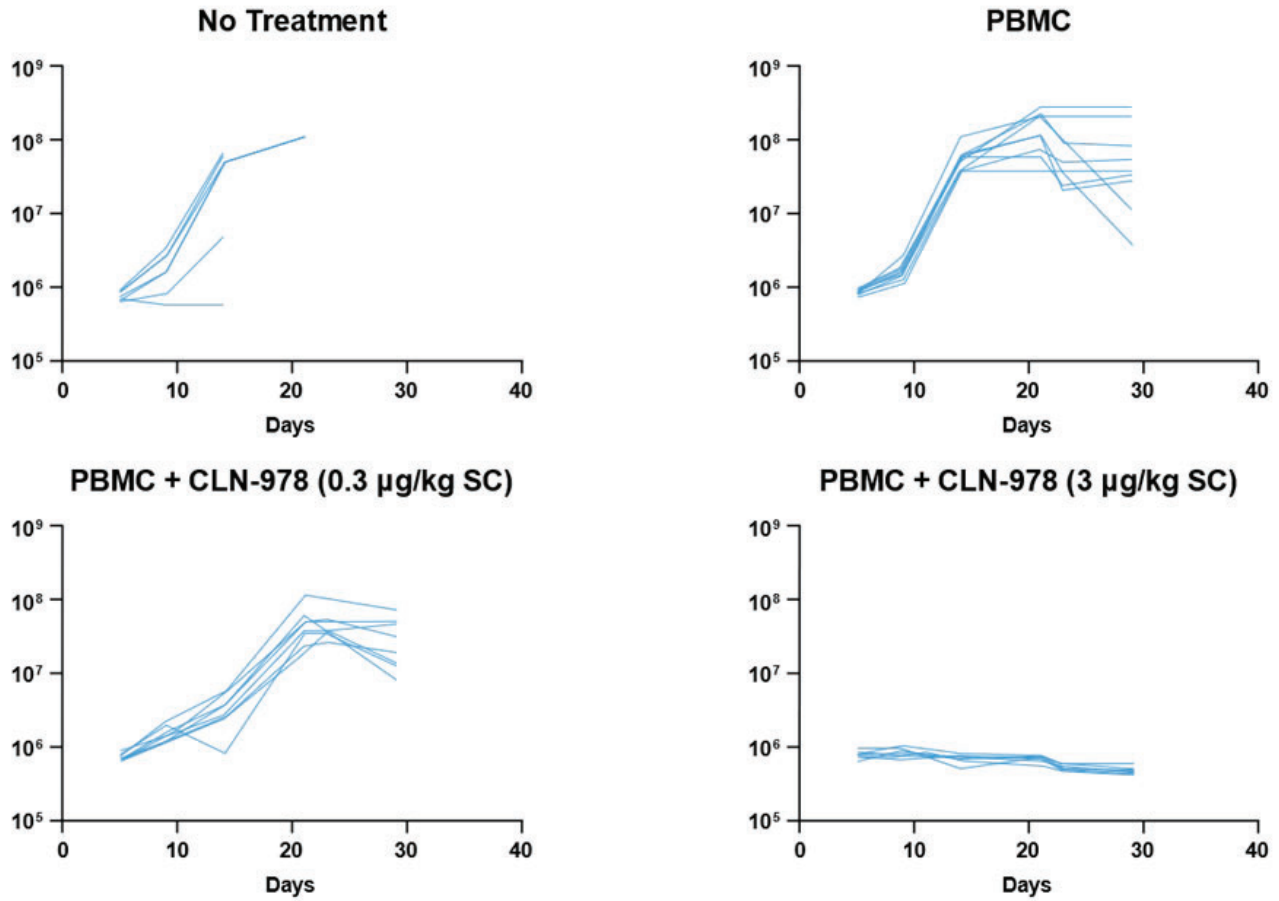 No Treatment
10⁹
10⁸
10⁷
10⁶
10⁵
0 10 20 30 40
Days
PBMC
10⁹
10⁸
10⁷
10⁶
10⁵
0 10 20 30 40
Days
PBMC + CLN-978 (0.3 µg/kg SC)
10⁹
10⁸
10⁷
10⁶
10⁵
0 10 20 30 40
Days
PBMC + CLN-978 (3 µg/kg SC)
10⁹
10⁸
10⁷
10⁶
10⁵
0 10 20 30 40
Days